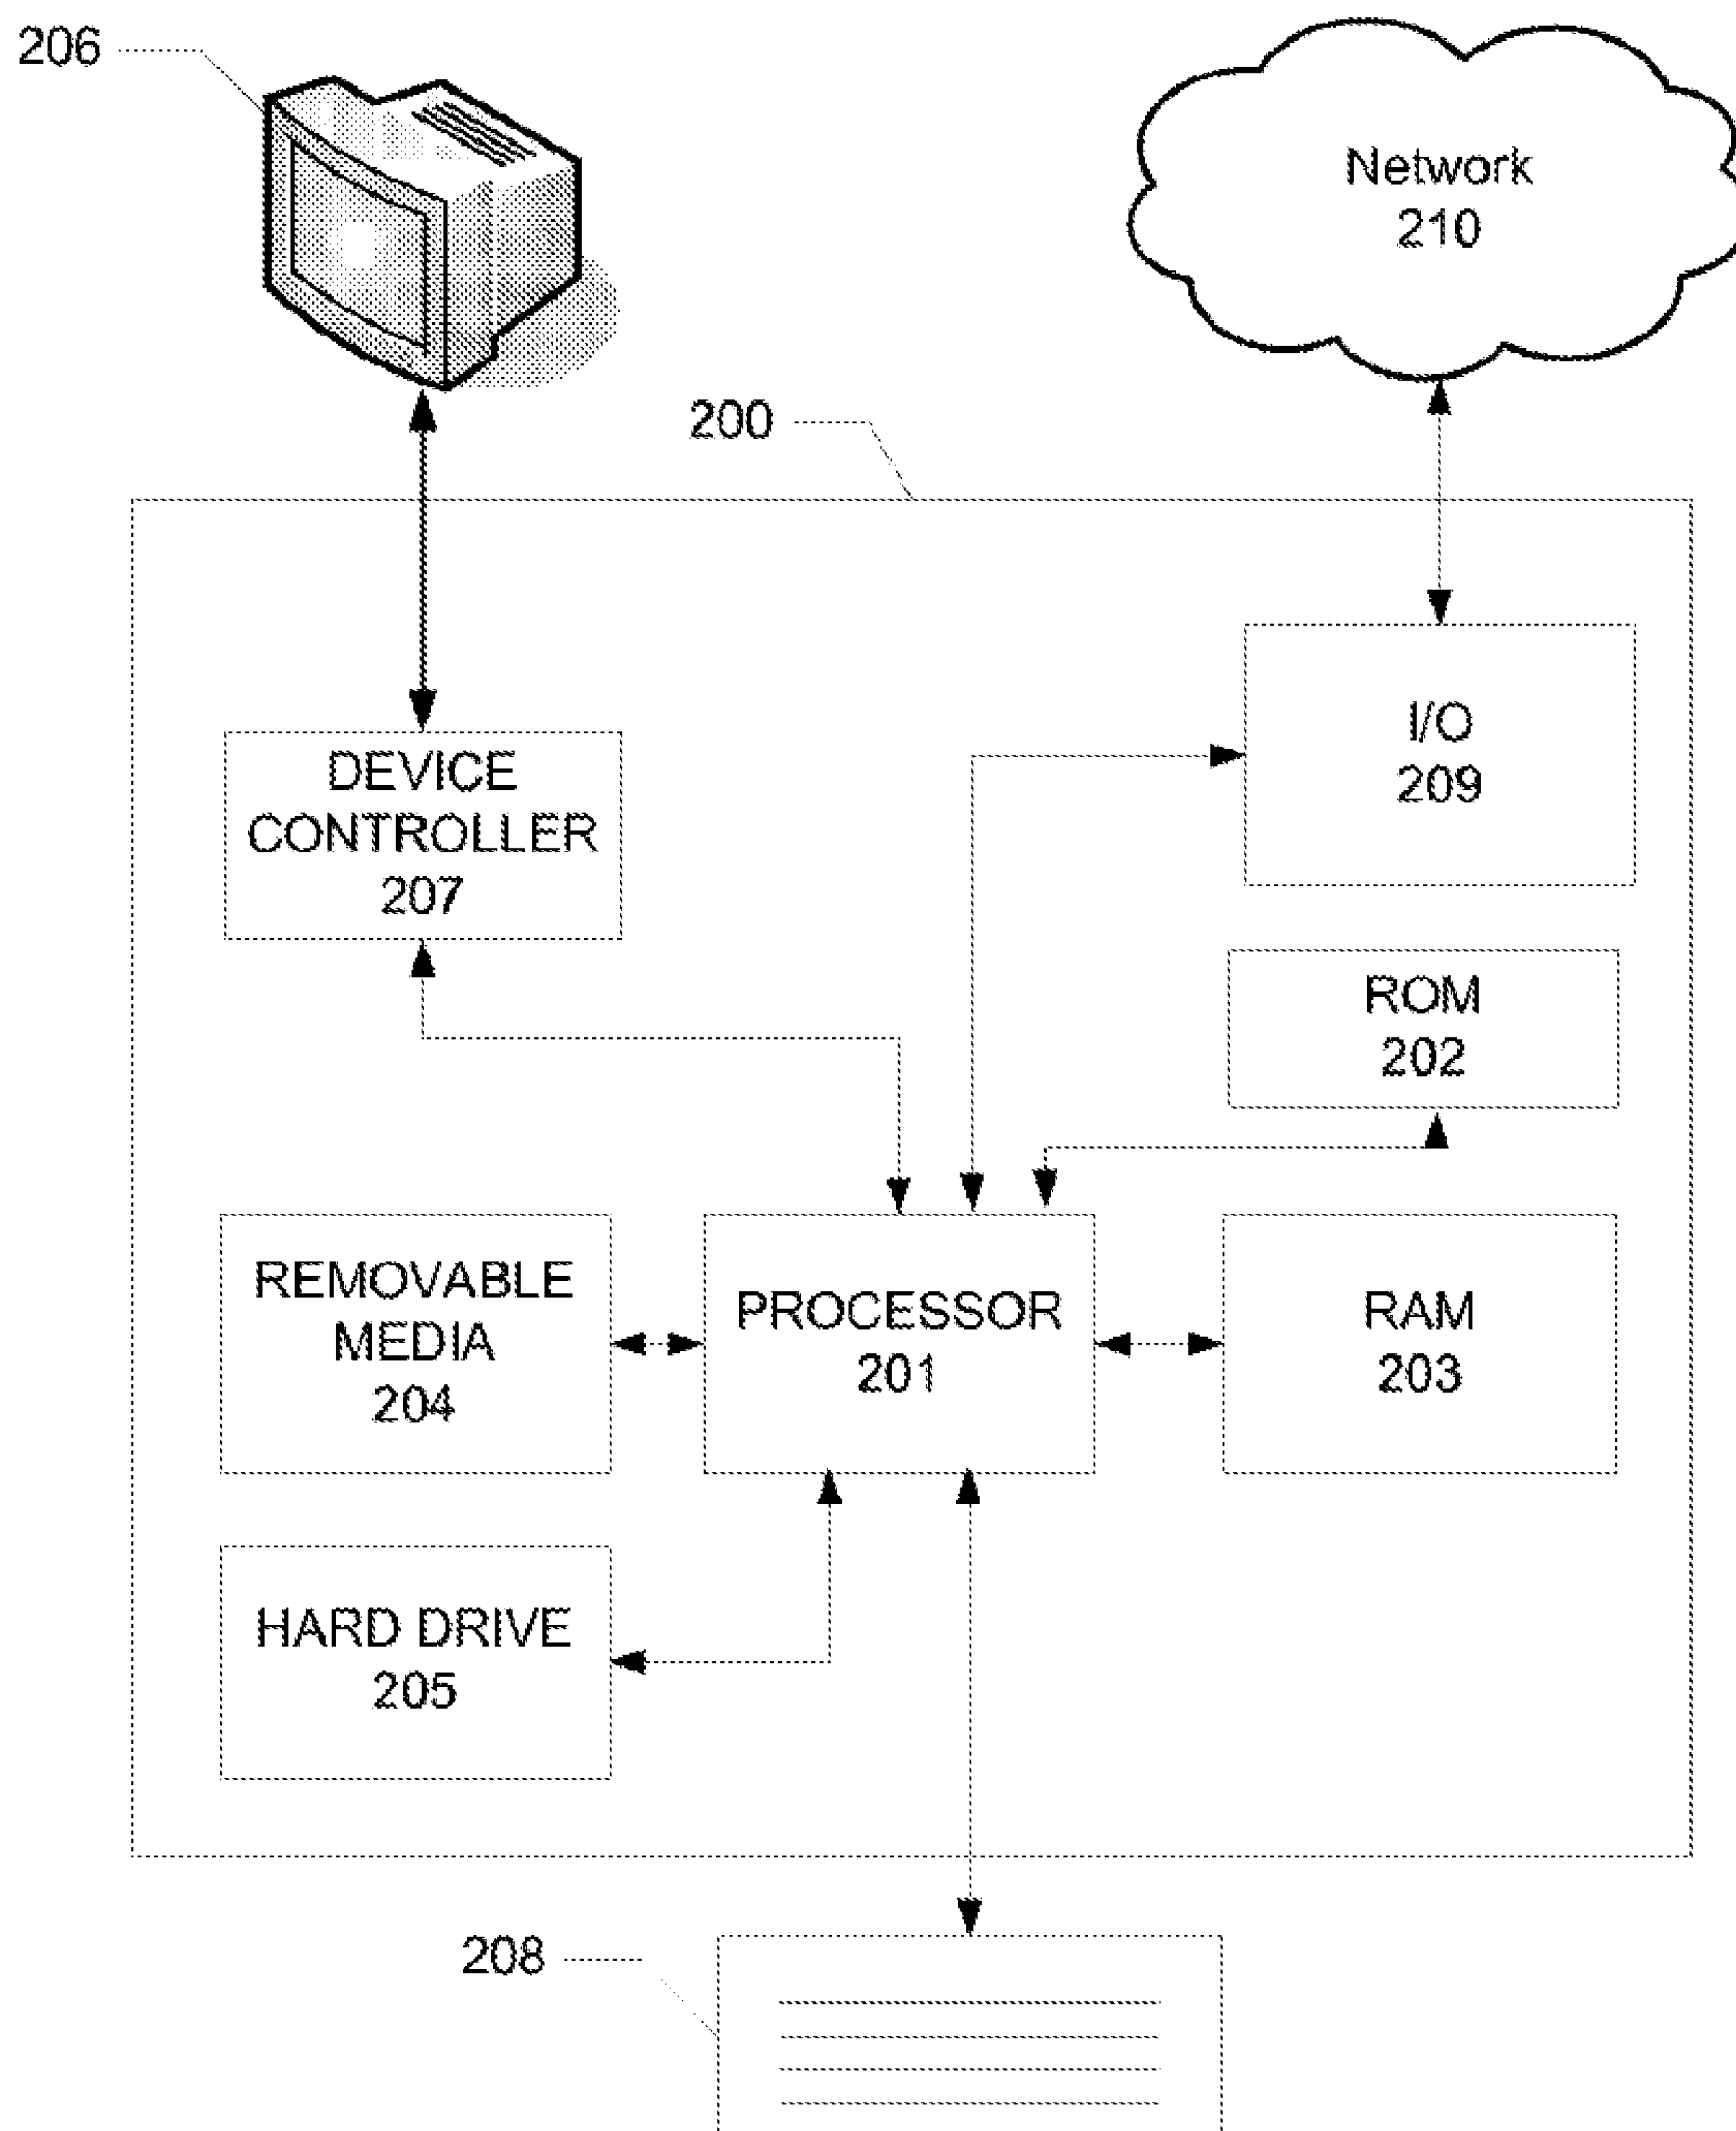 206
Network
210
200
I/O
209
DEVICE
CONTROLLER
207
ROM
202
REMOVABLE
MEDIA
204
PROCESSOR
201
RAM
203
HARD DRIVE
205
208